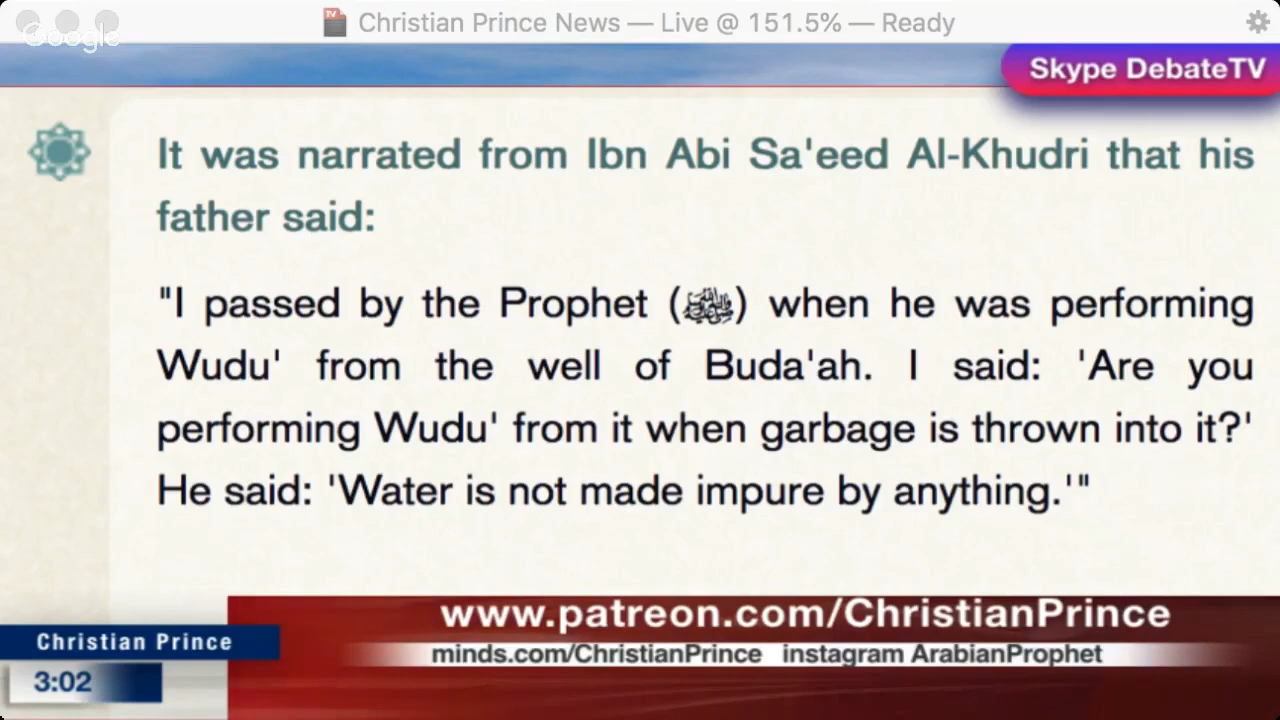 Christian Prince News — Live @ 151.5% — Ready
Google
Skype DebateTV
It was narrated from Ibn Abi Sa'eed Al-Khudri that his
father said:
"I passed by the Prophet (ﷺ) when he was performing
Wudu' from the well of Buda'ah. I said: 'Are you
performing Wudu' from it when garbage is thrown into it?'
He said: 'Water is not made impure by anything.'"
www.patreon.com/ChristianPrince
Christian Prince
minds.com/ChristianPrince instagram ArabianProphet
3:02